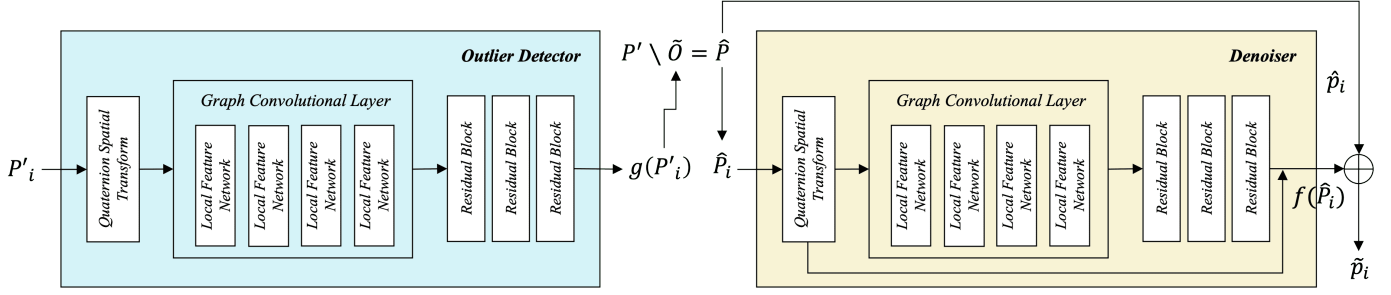 Outlier Detector
P'ᵢ
Quaternion Spatial
Transform
Graph Convolutional Layer
Local Feature
Network
Local Feature
Network
Local Feature
Network
Local Feature
Network
Residual Block
Residual Block
Residual Block
g(P'ᵢ)
P' \ Õ = P̂
P̂ᵢ
Denoiser
Quaternion Spatial
Transform
Graph Convolutional Layer
Local Feature
Network
Local Feature
Network
Local Feature
Network
Local Feature
Network
Residual Block
Residual Block
Residual Block
f(P̂ᵢ)
p̂ᵢ
p̃ᵢ